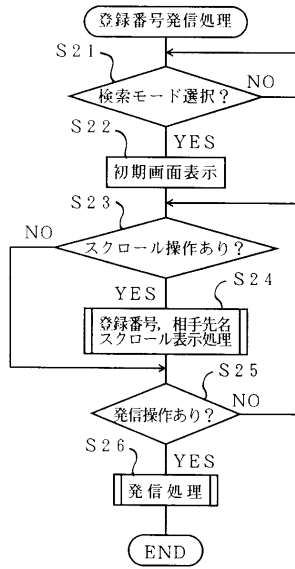 登録番号発信処理
S21
検索モード選択？
NO
YES
S22
初期画面表示
S23
スクロール操作あり？
NO
YES
S24
登録番号，相手先名
スクロール表示処理
S25
発信操作あり？
NO
YES
S26
発信処理
END